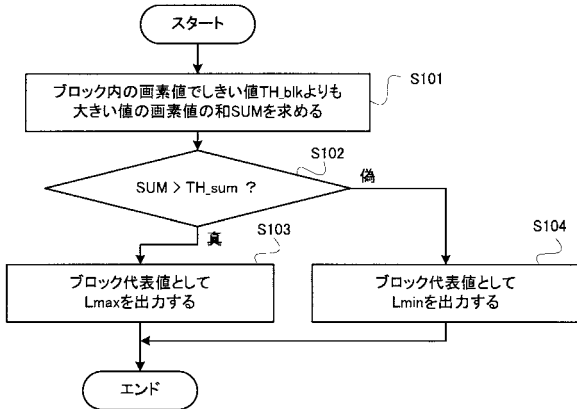 スタート
S101
ブロック内の画素値でしきい値TH_blkよりも
大きい値の画素値の和SUMを求める
S102
SUM > TH_sum ?
偽
真
S103
ブロック代表値として
Lmaxを出力する
S104
ブロック代表値として
Lminを出力する
エンド